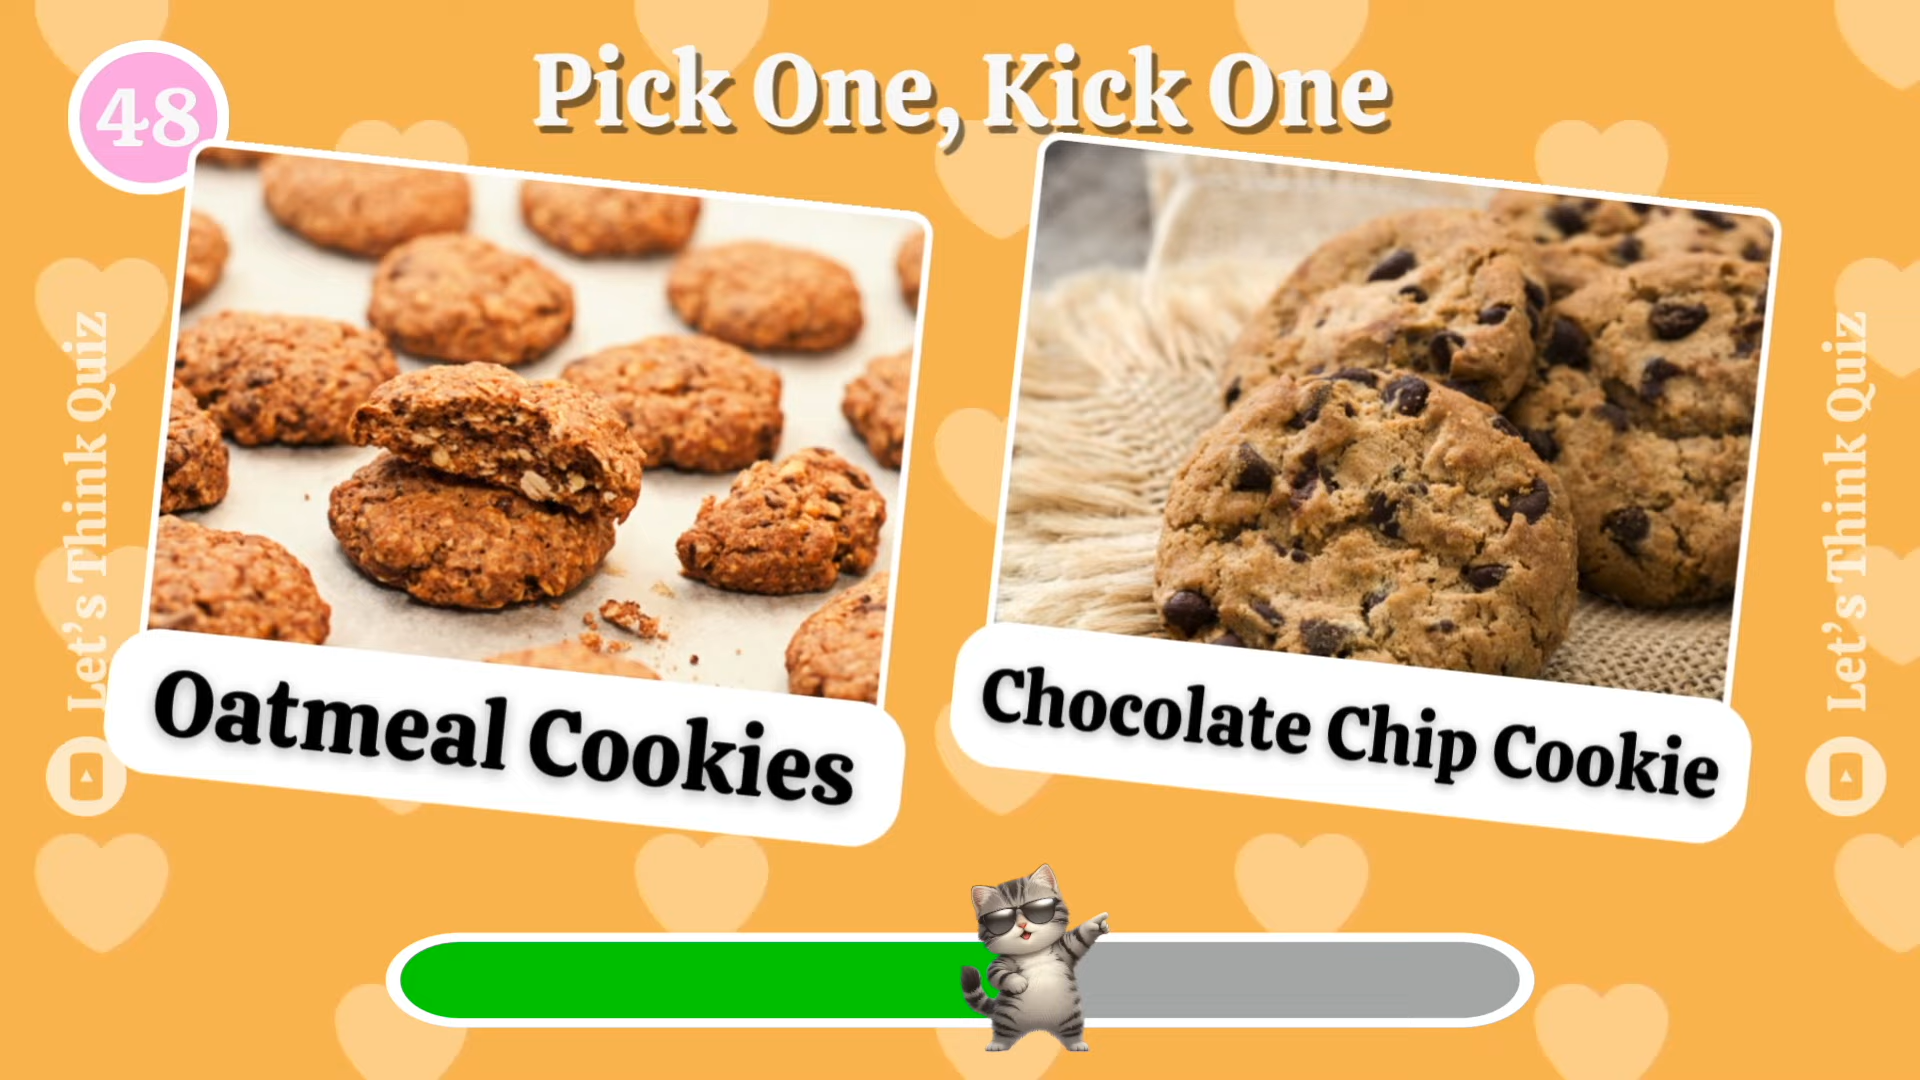 48
Pick One, Kick One
Let's Think Quiz
Let's Think Quiz
Oatmeal Cookies
Chocolate Chip Cookie